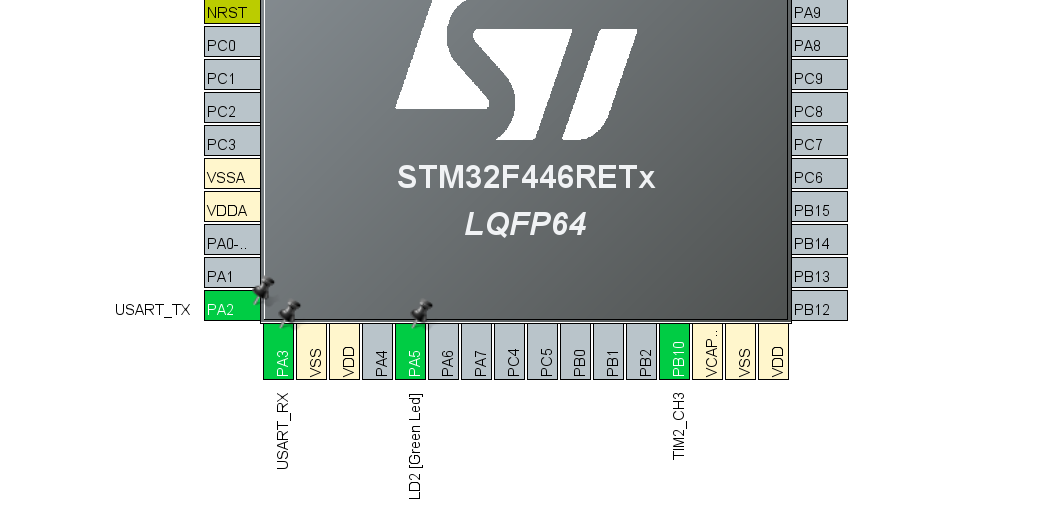 NRST
PC0
PC1
PC2
PC3
VSSA
VDDA
PA0-..
PA1
USART_TX
PA2
STM32F446RETx
LQFP64
PA9
PA8
PC9
PC8
PC7
PC6
PB15
PB14
PB13
PB12
PA3
VSS
VDD
PA4
PA5
PA6
PA7
PC4
PC5
PB0
PB1
PB2
PB10
VCAP..
VSS
VDD
USART_RX
LD2 [Green Led]
TIM2_CH3